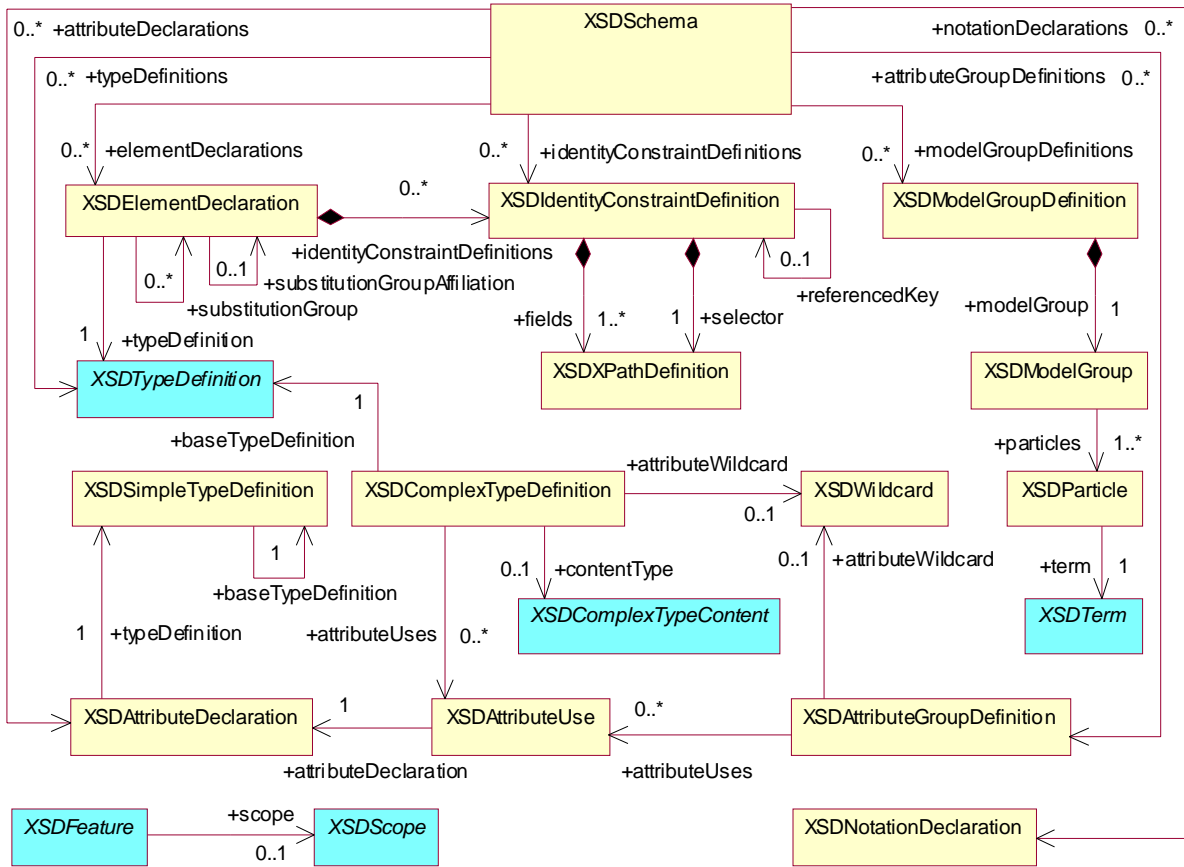 XSDSchema
0..* +attributeDeclarations
+notationDeclarations 0..*
0..* +typeDefinitions
+attributeGroupDefinitions 0..*
0..* +elementDeclarations
0..* +identityConstraintDefinitions
0..* +modelGroupDefinitions
XSDElementDeclaration
0..*
+identityConstraintDefinitions
XSDIdentityConstraintDefinition
XSDModelGroupDefinition
0..*
+substitutionGroup
0..1
+substitutionGroupAffiliation
0..1
+referencedKey
+fields 1..*
1 +selector
+modelGroup 1
1 +typeDefinition
XSDTypeDefinition
XSDXPathDefinition
XSDModelGroup
1
+baseTypeDefinition
+particles 1..*
XSDSimpleTypeDefinition
XSDComplexTypeDefinition
+attributeWildcard
0..1
XSDWildcard
XSDParticle
1
+baseTypeDefinition
0..1 +contentType
0..1 +attributeWildcard
+term 1
XSDComplexTypeContent
XSDTerm
1 +typeDefinition
+attributeUses 0..*
XSDAttributeDeclaration
1
+attributeDeclaration
XSDAttributeUse
0..*
+attributeUses
XSDAttributeGroupDefinition
XSDFeature
+scope
0..1
XSDScope
XSDNotationDeclaration